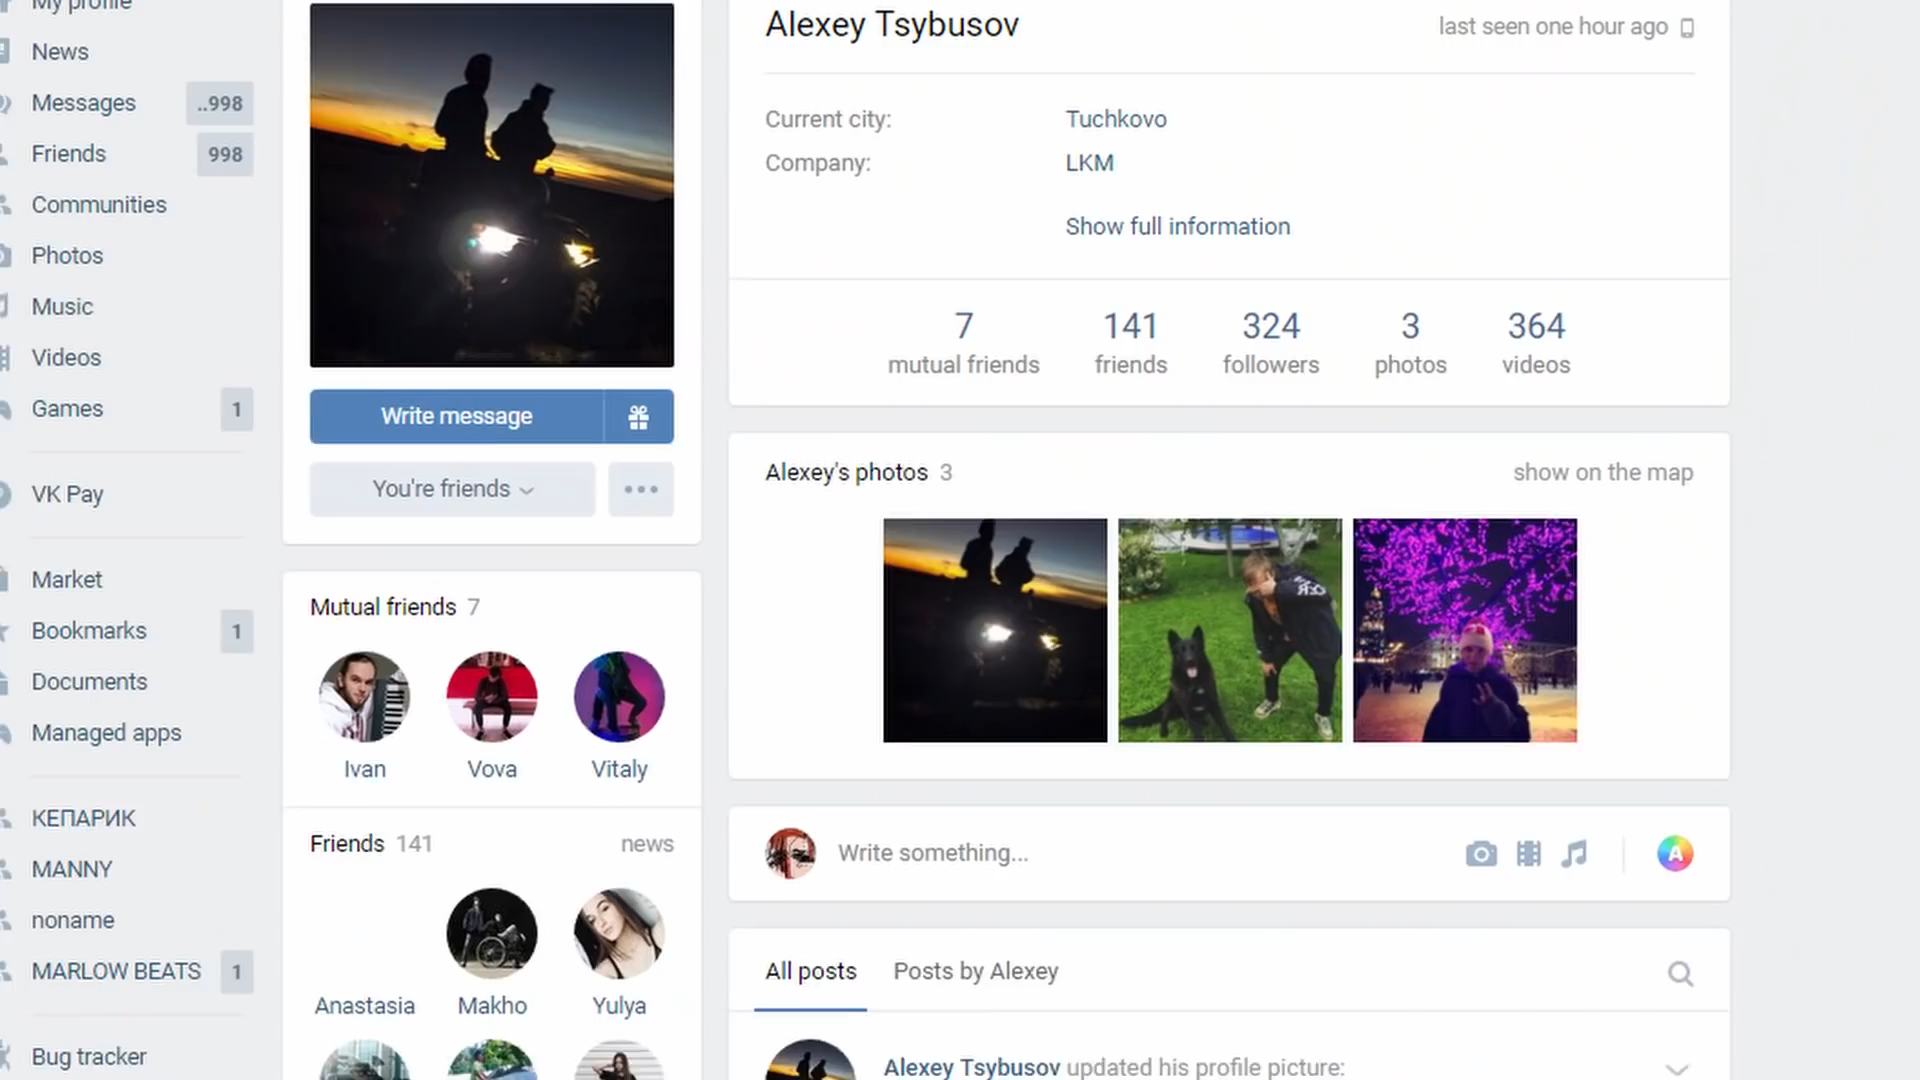 My profile
News
Messages ..998
Friends 998
Communities
Photos
Music
Videos
Games 1
VK Pay
Market
Bookmarks 1
Documents
Managed apps
КЕПАРИК
MANNY
noname
MARLOW BEATS 1
Bug tracker
Write message
You're friends
Mutual friends 7
Ivan Vova Vitaly
Friends 141 news
Anastasia Makho Yulya
Alexey Tsybusov last seen one hour ago
Current city: Tuchkovo
Company: LKM
Show full information
7 141 324 3 364
mutual friends friends followers photos videos
Alexey's photos 3 show on the map
Write something...
A
All posts Posts by Alexey
Alexey Tsybusov updated his profile picture: